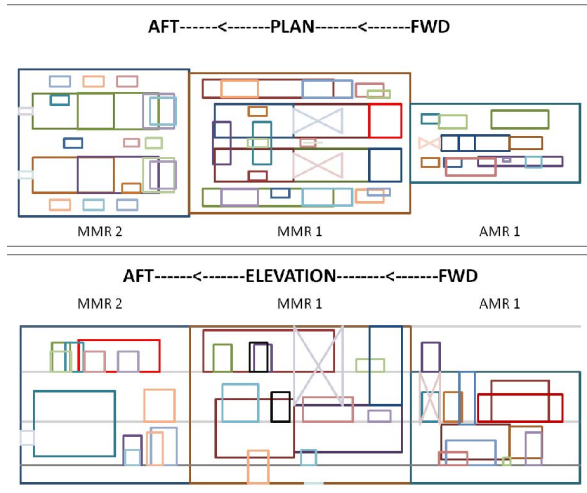 AFT------<-----PLAN------<-----FWD
MMR 2 MMR 1 AMR 1
AFT------<-------ELEVATION--------<------FWD
MMR 2 MMR 1 AMR 1